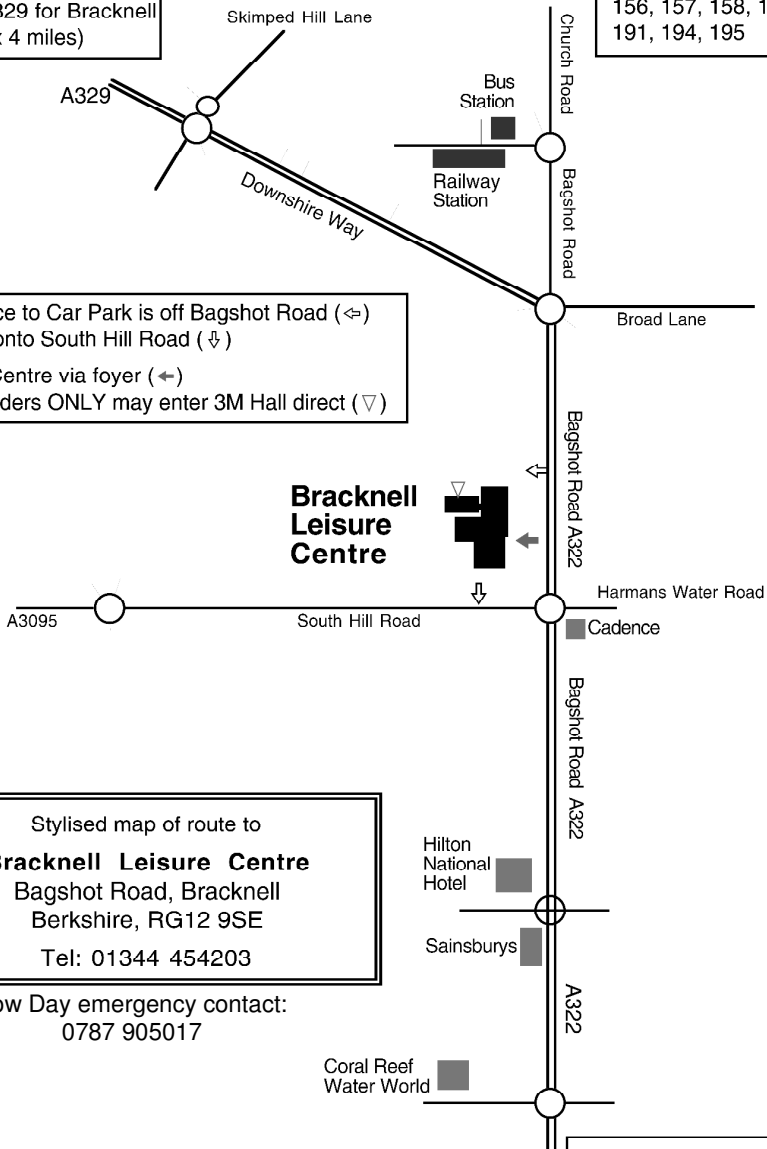 329 for Bracknell
x 4 miles)
Skimped Hill Lane
156, 157, 158, 1
191, 194, 195
Church Road
A329
Bus
Station
Railway
Station
Downshire Way
Bagshot Road
ce to Car Park is off Bagshot Road (⇦)
onto South Hill Road (⇩)
Centre via foyer (←)
ders ONLY may enter 3M Hall direct (▽)
Broad Lane
Bagshot Road A322
Bracknell
Leisure
Centre
Harmans Water Road
A3095
South Hill Road
Cadence
Bagshot Road A322
Stylised map of route to
Bracknell Leisure Centre
Bagshot Road, Bracknell
Berkshire, RG12 9SE
Tel: 01344 454203
ow Day emergency contact:
0787 905017
Hilton
National
Hotel
Sainsburys
A322
Coral Reef
Water World